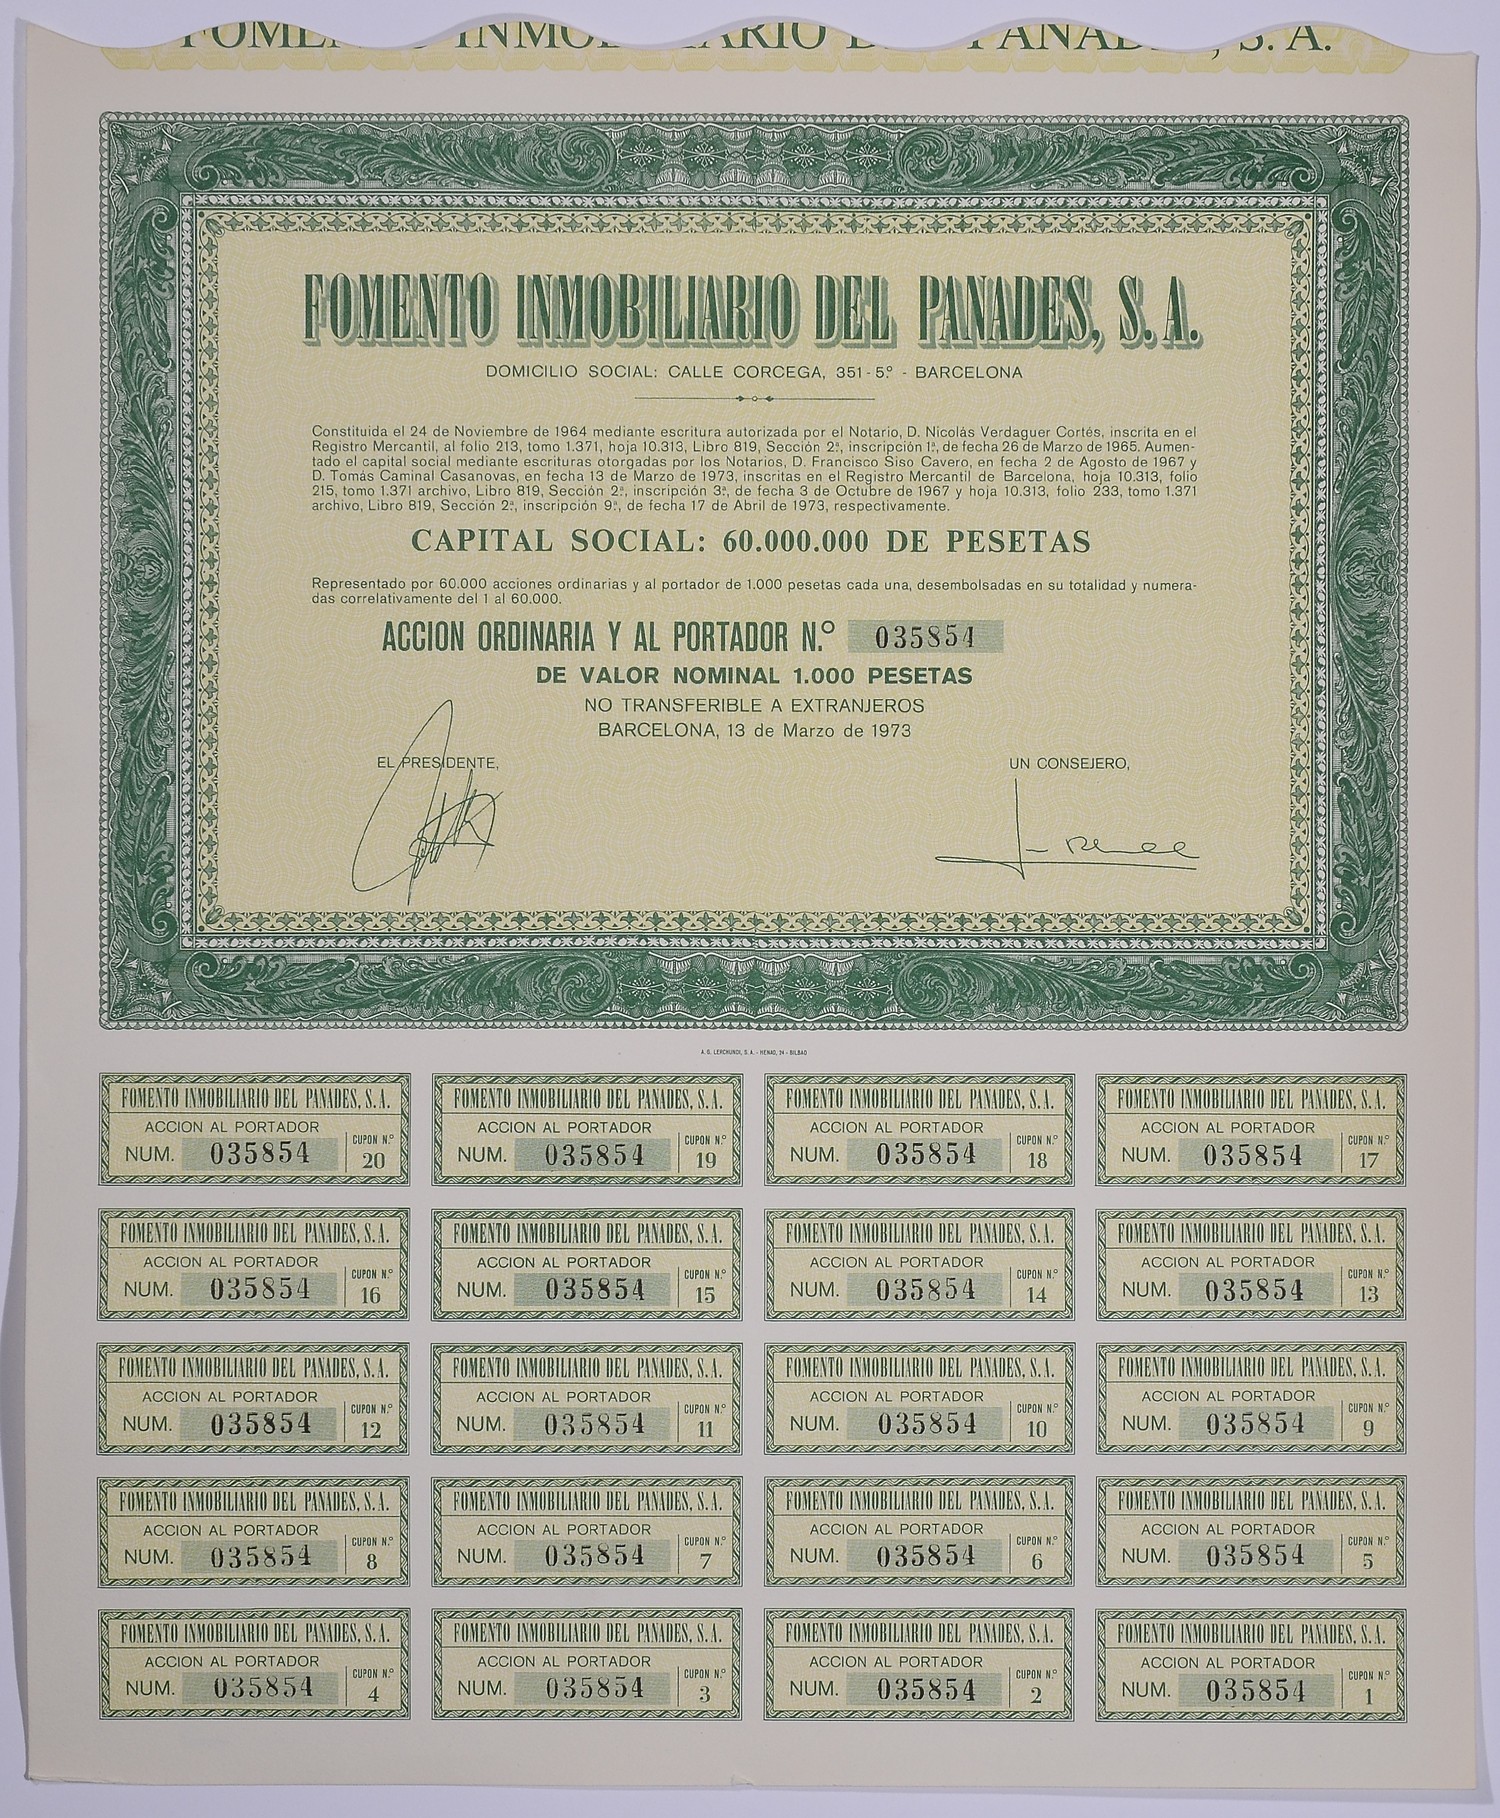 FOMENTO INMOBILIARIO DEL PANADES, S. A.
FOMENTO INMOBILIARIO DEL PANADES, S. A.
DOMICILIO SOCIAL: CALLE CORCEGA, 351 - 5.º - BARCELONA
Constituida el 24 de Noviembre de 1964 mediante escritura autorizada por el Notario, D. Nicolás Verdaguer Cortés, inscrita en el
Registro Mercantil, al folio 213, tomo 1.371, hoja 10.313, Libro 819, Sección 2ª, inscripción 1ª, de fecha 26 de Marzo de 1965. Aumen-
tado el capital social mediante escrituras otorgadas por los Notarios, D. Francisco Siso Cavero, en fecha 2 de Agosto de 1967 y
D. Tomás Caminal Casanovas, en fecha 13 de Marzo de 1973, inscritas en el Registro Mercantil de Barcelona, hoja 10.313, folio
215, tomo 1.371 archivo, Libro 819, Sección 2ª, inscripción 3ª, de fecha 3 de Octubre de 1967 y hoja 10.313, folio 233, tomo 1.371
archivo, Libro 819, Sección 2ª, inscripción 9ª, de fecha 17 de Abril de 1973, respectivamente.
CAPITAL SOCIAL: 60.000.000 DE PESETAS
Representado por 60.000 acciones ordinarias y al portador de 1.000 pesetas cada una, desembolsadas en su totalidad y numera-
das correlativamente del 1 al 60.000.
ACCION ORDINARIA Y AL PORTADOR N.º 035854
DE VALOR NOMINAL 1.000 PESETAS
NO TRANSFERIBLE A EXTRANJEROS
BARCELONA, 13 de Marzo de 1973
EL PRESIDENTE,
UN CONSEJERO,
A. G. LERCHUNDI, S. A. - HENAO, 24 - BILBAO
FOMENTO INMOBILIARIO DEL PANADES, S. A.
ACCION AL PORTADOR
NUM. 035854
CUPON N.º
20
FOMENTO INMOBILIARIO DEL PANADES, S. A.
ACCION AL PORTADOR
NUM. 035854
CUPON N.º
19
FOMENTO INMOBILIARIO DEL PANADES, S. A.
ACCION AL PORTADOR
NUM. 035854
CUPON N.º
18
FOMENTO INMOBILIARIO DEL PANADES, S. A.
ACCION AL PORTADOR
NUM. 035854
CUPON N.º
17
FOMENTO INMOBILIARIO DEL PANADES, S. A.
ACCION AL PORTADOR
NUM. 035854
CUPON N.º
16
FOMENTO INMOBILIARIO DEL PANADES, S. A.
ACCION AL PORTADOR
NUM. 035854
CUPON N.º
15
FOMENTO INMOBILIARIO DEL PANADES, S. A.
ACCION AL PORTADOR
NUM. 035854
CUPON N.º
14
FOMENTO INMOBILIARIO DEL PANADES, S. A.
ACCION AL PORTADOR
NUM. 035854
CUPON N.º
13
FOMENTO INMOBILIARIO DEL PANADES, S. A.
ACCION AL PORTADOR
NUM. 035854
CUPON N.º
12
FOMENTO INMOBILIARIO DEL PANADES, S. A.
ACCION AL PORTADOR
NUM. 035854
CUPON N.º
11
FOMENTO INMOBILIARIO DEL PANADES, S. A.
ACCION AL PORTADOR
NUM. 035854
CUPON N.º
10
FOMENTO INMOBILIARIO DEL PANADES, S. A.
ACCION AL PORTADOR
NUM. 035854
CUPON N.º
9
FOMENTO INMOBILIARIO DEL PANADES, S. A.
ACCION AL PORTADOR
NUM. 035854
CUPON N.º
8
FOMENTO INMOBILIARIO DEL PANADES, S. A.
ACCION AL PORTADOR
NUM. 035854
CUPON N.º
7
FOMENTO INMOBILIARIO DEL PANADES, S. A.
ACCION AL PORTADOR
NUM. 035854
CUPON N.º
6
FOMENTO INMOBILIARIO DEL PANADES, S. A.
ACCION AL PORTADOR
NUM. 035854
CUPON N.º
5
FOMENTO INMOBILIARIO DEL PANADES, S. A.
ACCION AL PORTADOR
NUM. 035854
CUPON N.º
4
FOMENTO INMOBILIARIO DEL PANADES, S. A.
ACCION AL PORTADOR
NUM. 035854
CUPON N.º
3
FOMENTO INMOBILIARIO DEL PANADES, S. A.
ACCION AL PORTADOR
NUM. 035854
CUPON N.º
2
FOMENTO INMOBILIARIO DEL PANADES, S. A.
ACCION AL PORTADOR
NUM. 035854
CUPON N.º
1